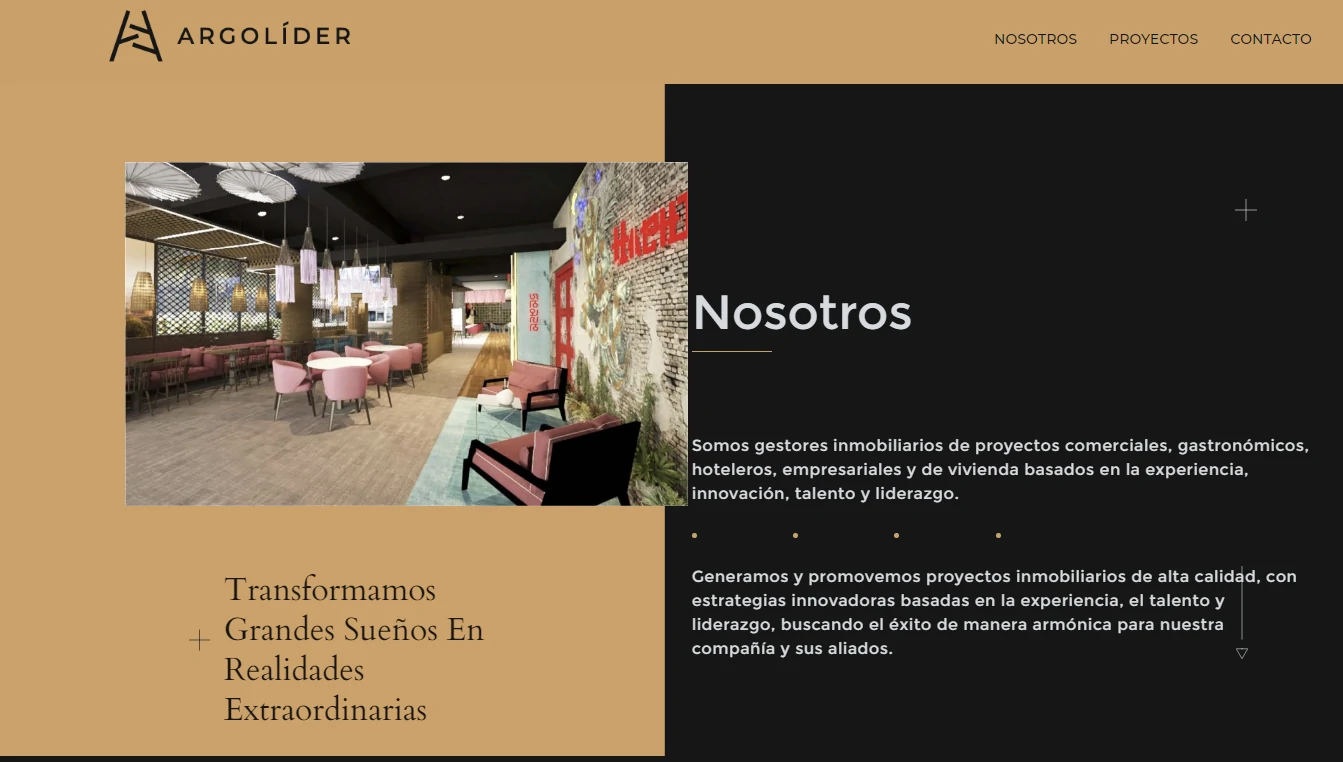 ARGOLÍDER
NOSOTROS PROYECTOS CONTACTO
Nosotros
Somos gestores inmobiliarios de proyectos comerciales, gastronómicos,
hoteleros, empresariales y de vivienda basados en la experiencia,
innovación, talento y liderazgo.
Generamos y promovemos proyectos inmobiliarios de alta calidad, con
estrategias innovadoras basadas en la experiencia, el talento y
liderazgo, buscando el éxito de manera armónica para nuestra
compañía y sus aliados.
Transformamos
Grandes Sueños En
Realidades
Extraordinarias